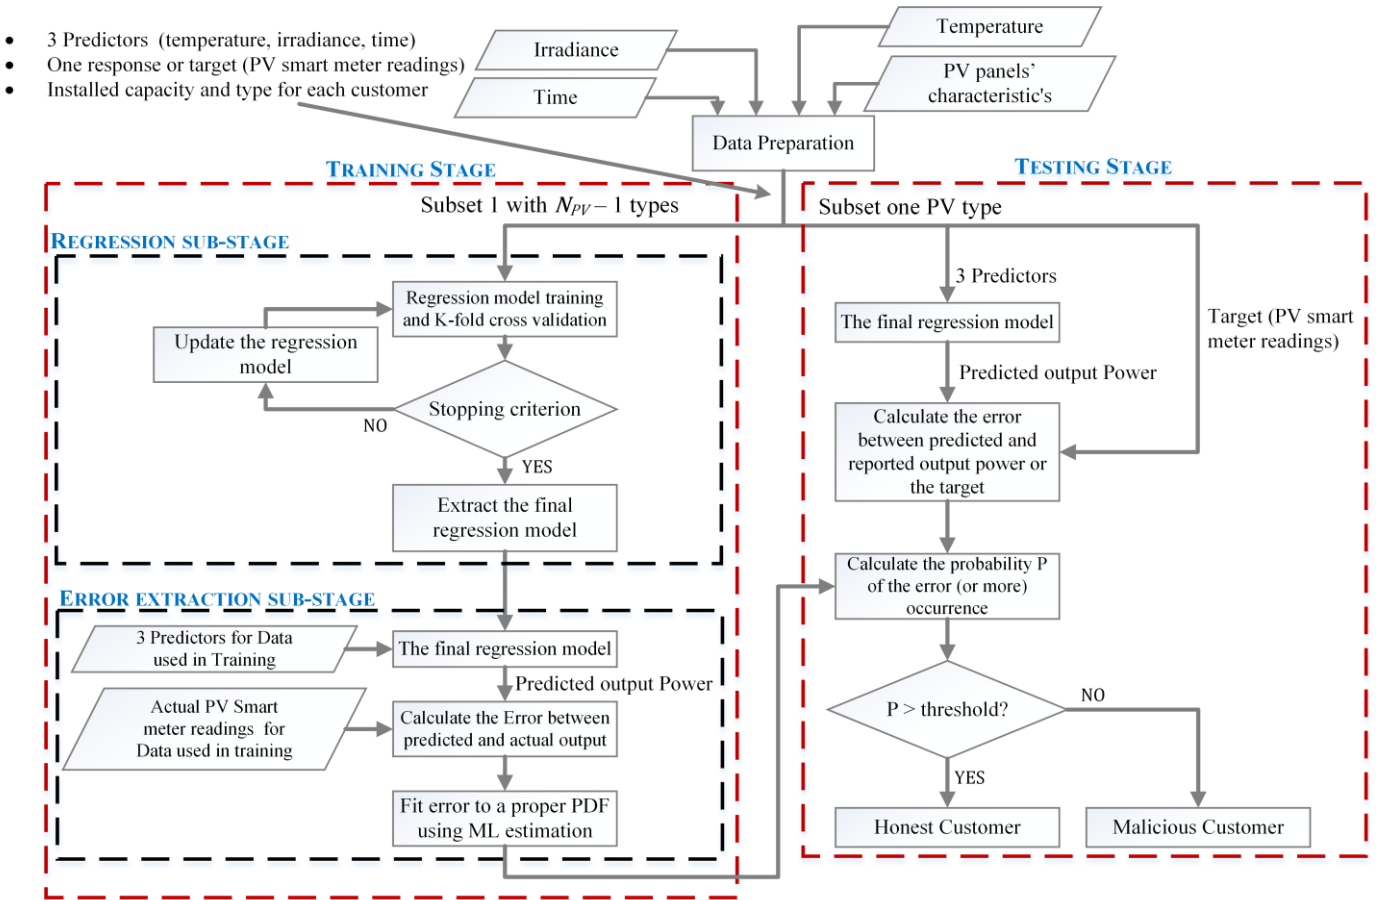 • 3 Predictors (temperature, irradiance, time)
• One response or target (PV smart meter readings)
• Installed capacity and type for each customer
Irradiance
Time
Temperature
PV panels’
characteristic's
Data Preparation
TRAINING STAGE
Subset 1 with NPV – 1 types
REGRESSION SUB-STAGE
Regression model training
and K-fold cross validation
Update the regression
model
Stopping criterion
NO
YES
Extract the final
regression model
ERROR EXTRACTION SUB-STAGE
3 Predictors for Data
used in Training
The final regression model
Predicted output Power
Actual PV Smart
meter readings for
Data used in training
Calculate the Error between
predicted and actual output
Fit error to a proper PDF
using ML estimation
TESTING STAGE
Subset one PV type
3 Predictors
The final regression model
Target (PV smart
meter readings)
Predicted output Power
Calculate the error
between predicted and
reported output power or
the target
Calculate the probability P
of the error (or more)
occurrence
P > threshold?
NO
YES
Honest Customer
Malicious Customer